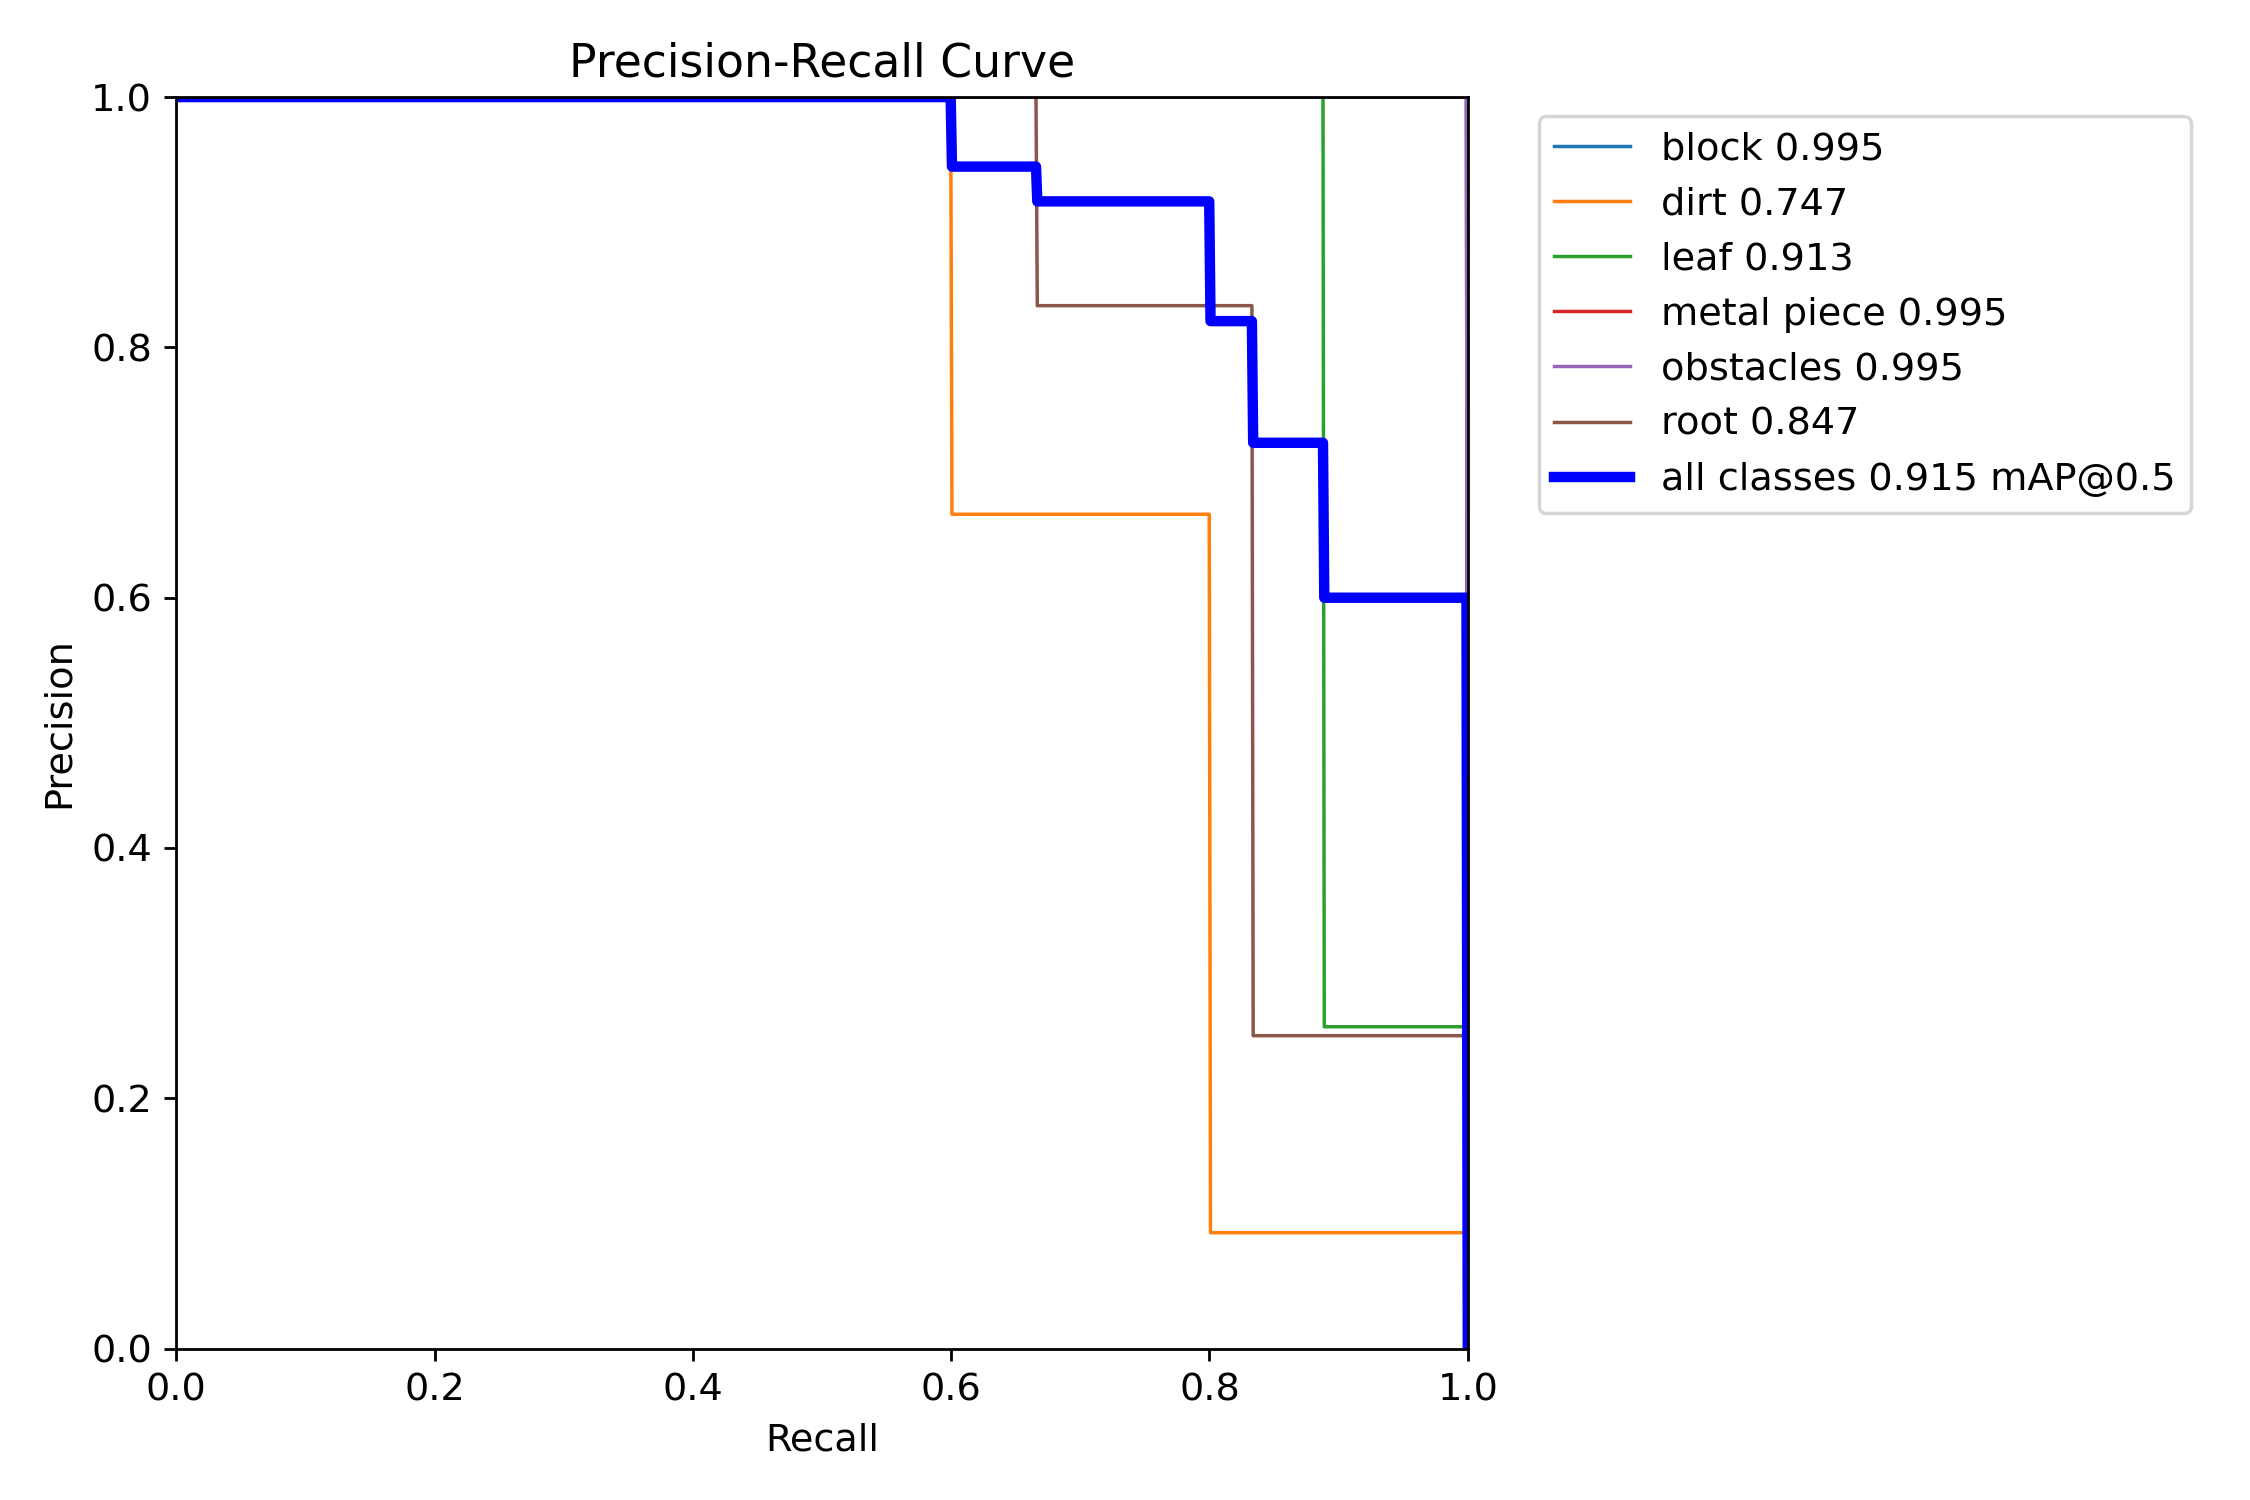 Precision-Recall Curve
1.0
0.8
0.6
0.4
0.2
0.0
Precision
0.0 0.2 0.4 0.6 0.8 1.0
Recall
block 0.995
dirt 0.747
leaf 0.913
metal piece 0.995
obstacles 0.995
root 0.847
all classes 0.915 mAP@0.5